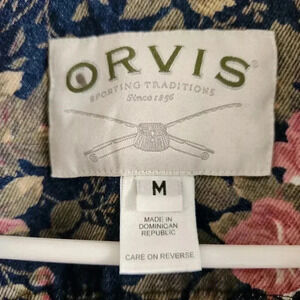 ORVIS®
SPORTING TRADITIONS
Since 1856
M
MADE IN
DOMINICAN
REPUBLIC
CARE ON REVERSE